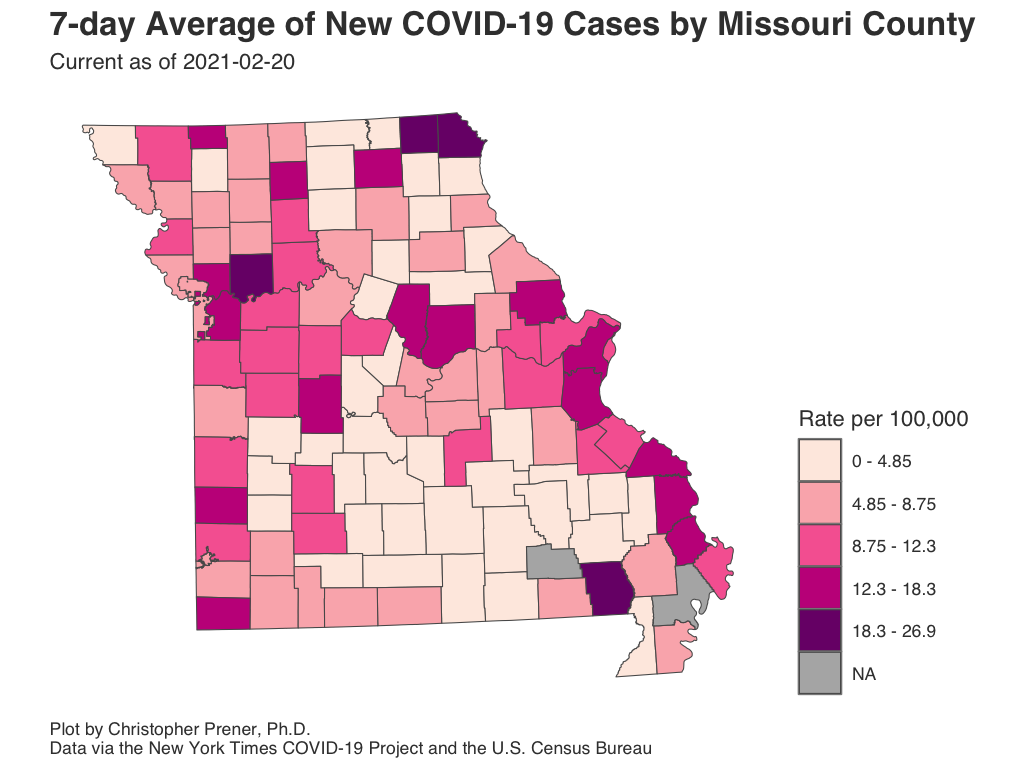 7-day Average of New COVID-19 Cases by Missouri County
Current as of 2021-02-20
Rate per 100,000
0 - 4.85
4.85 - 8.75
8.75 - 12.3
12.3 - 18.3
18.3 - 26.9
NA
Plot by Christopher Prener, Ph.D.
Data via the New York Times COVID-19 Project and the U.S. Census Bureau